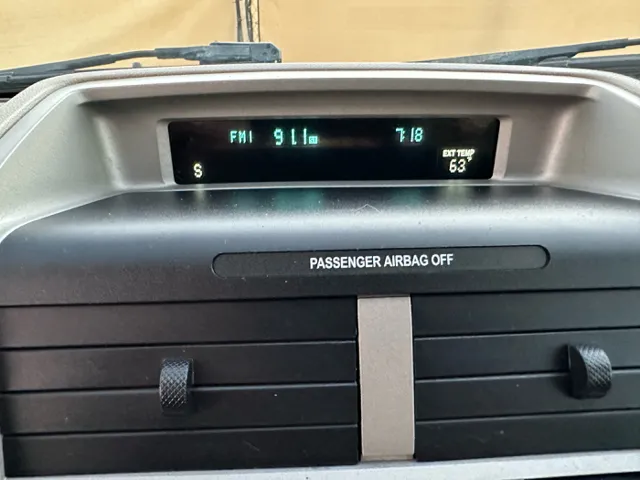 FM1 91.1 7:18
EXT TEMP
S 63°
PASSENGER AIRBAG OFF